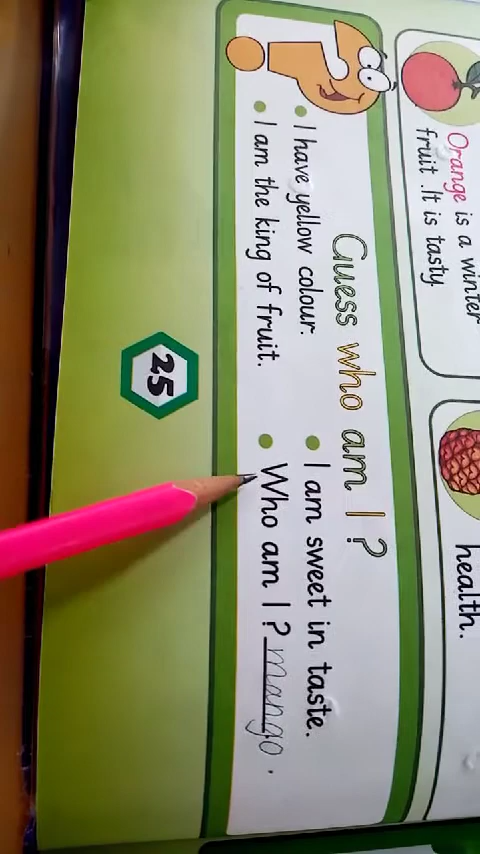 Orange is a winter
fruit .It is tasty.
health.
Guess who am I ?
I have yellow colour.
I am sweet in taste.
I am the king of fruit.
Who am I ? mango .
25